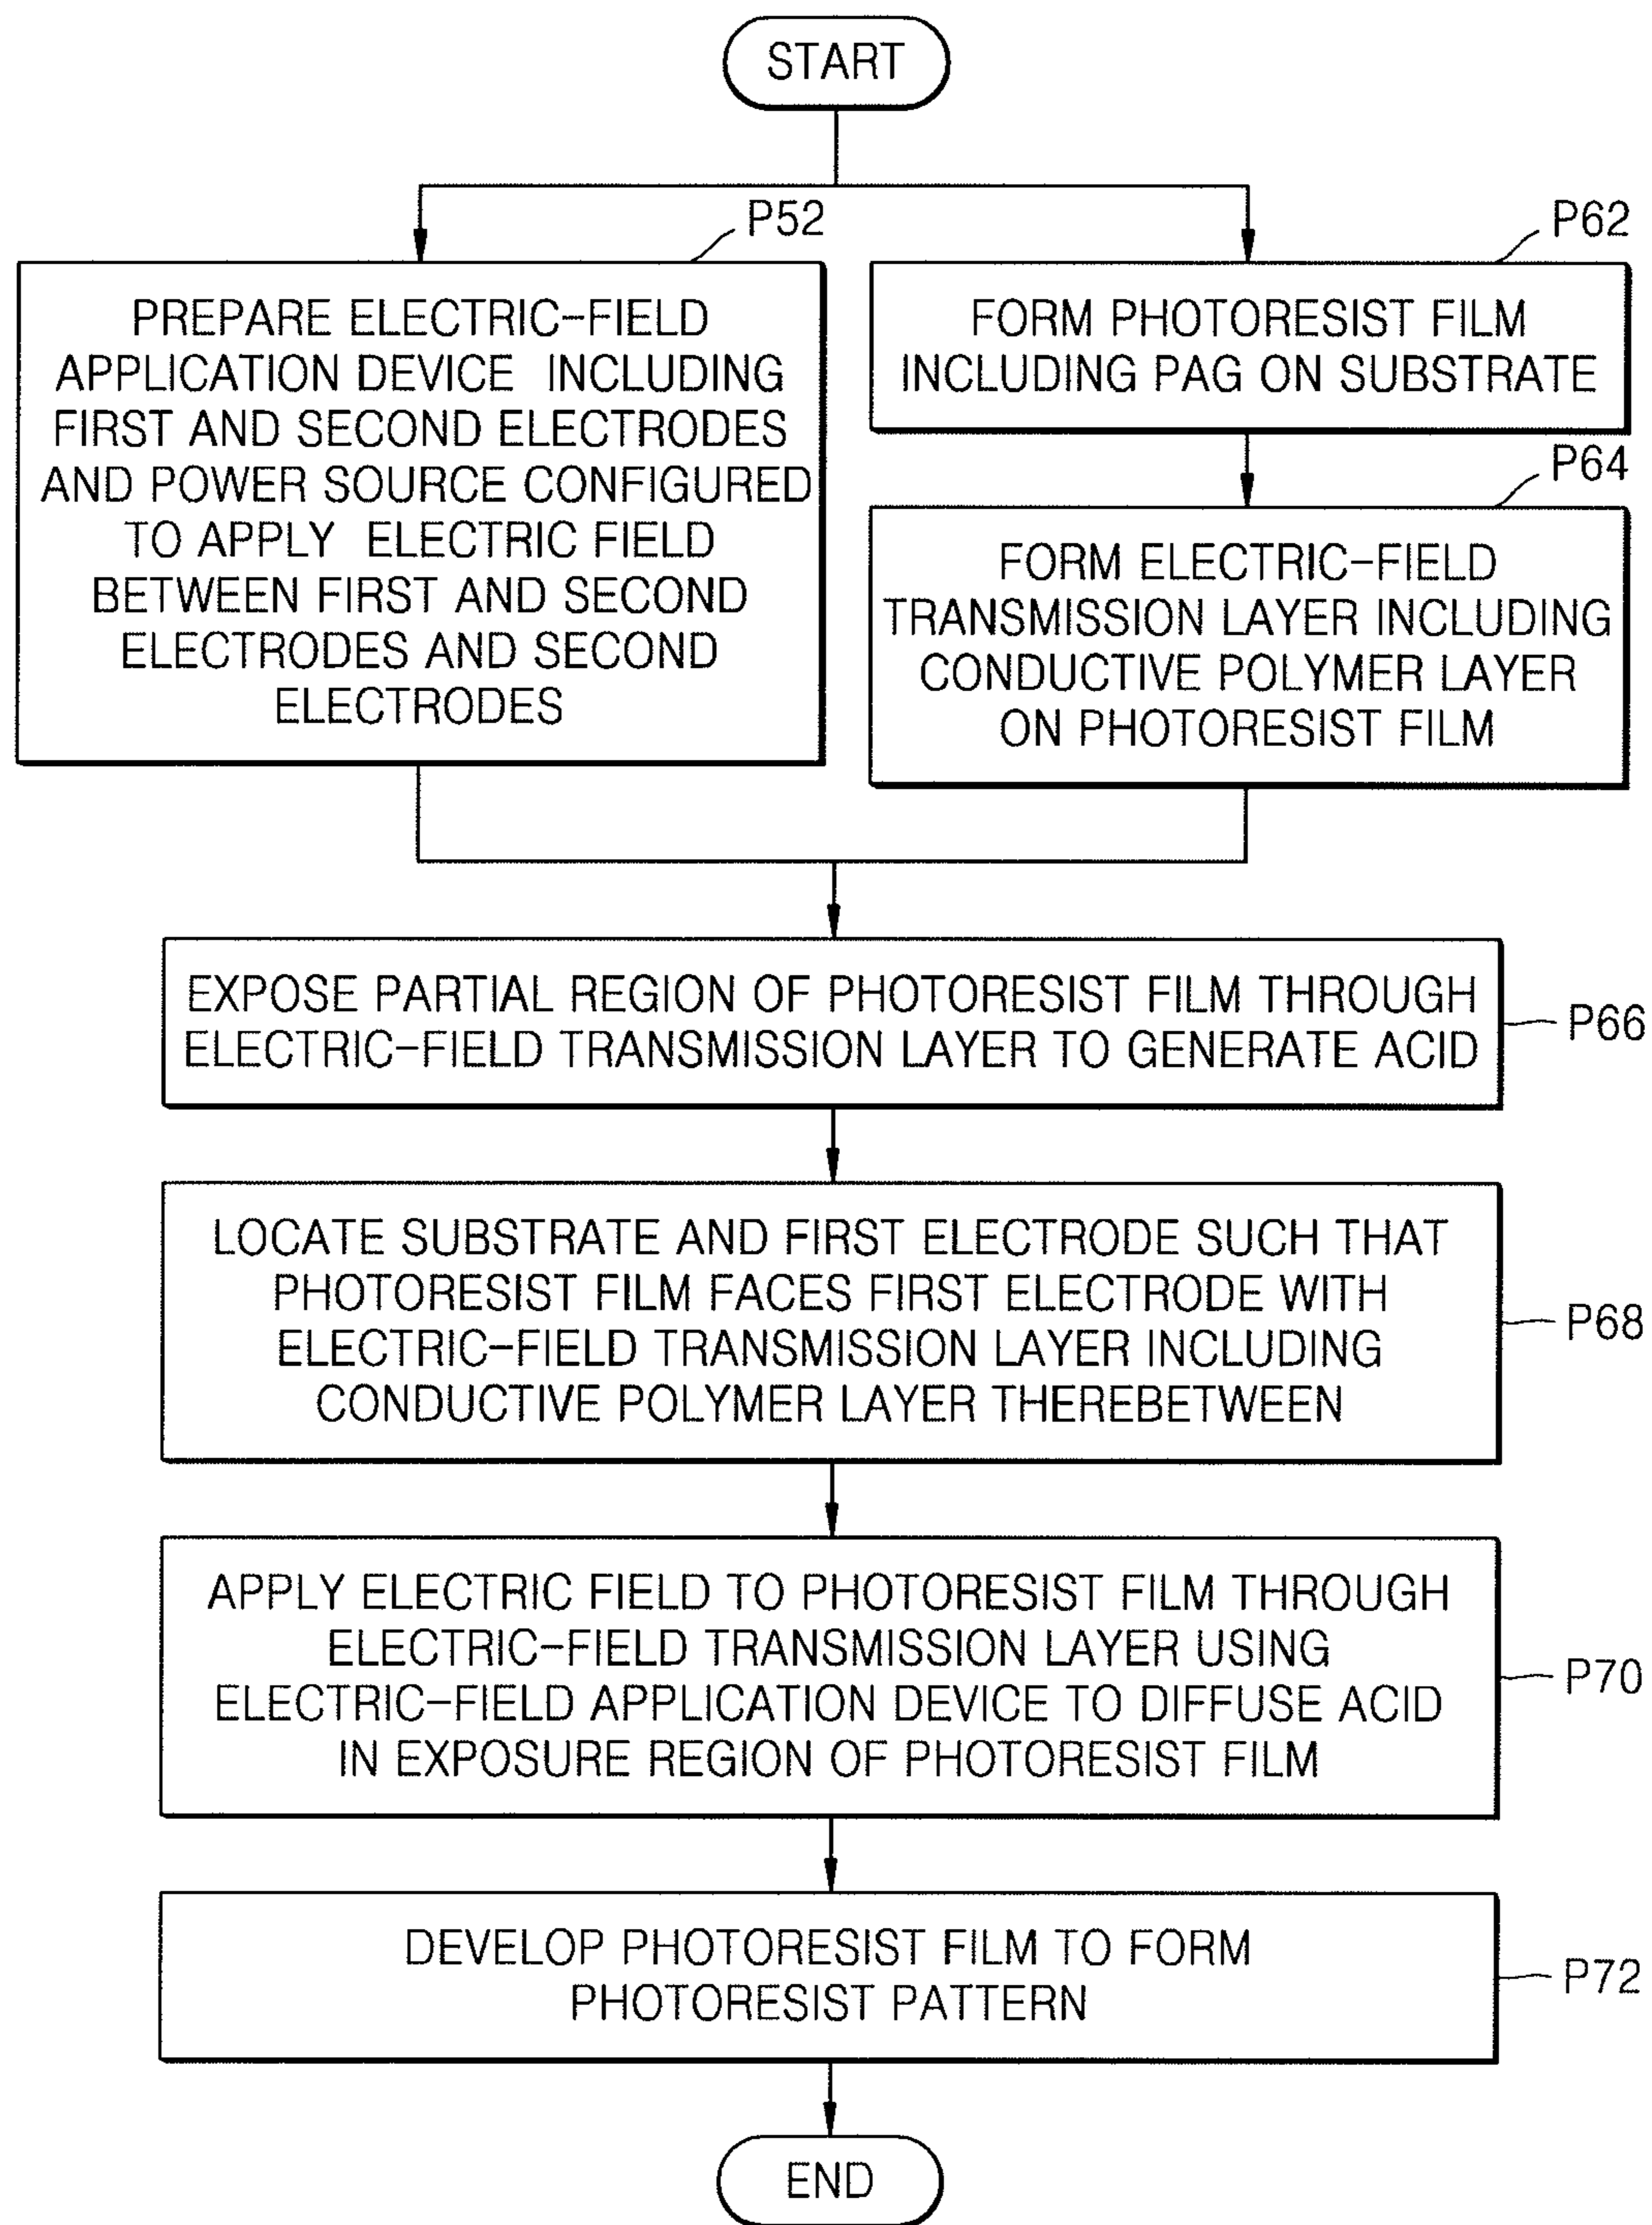 START
P52
PREPARE ELECTRIC-FIELD
APPLICATION DEVICE INCLUDING
FIRST AND SECOND ELECTRODES
AND POWER SOURCE CONFIGURED
TO APPLY ELECTRIC FIELD
BETWEEN FIRST AND SECOND
ELECTRODES AND SECOND
ELECTRODES
P62
FORM PHOTORESIST FILM
INCLUDING PAG ON SUBSTRATE
P64
FORM ELECTRIC-FIELD
TRANSMISSION LAYER INCLUDING
CONDUCTIVE POLYMER LAYER
ON PHOTORESIST FILM
EXPOSE PARTIAL REGION OF PHOTORESIST FILM THROUGH
ELECTRIC-FIELD TRANSMISSION LAYER TO GENERATE ACID
P66
LOCATE SUBSTRATE AND FIRST ELECTRODE SUCH THAT
PHOTORESIST FILM FACES FIRST ELECTRODE WITH
ELECTRIC-FIELD TRANSMISSION LAYER INCLUDING
CONDUCTIVE POLYMER LAYER THEREBETWEEN
P68
APPLY ELECTRIC FIELD TO PHOTORESIST FILM THROUGH
ELECTRIC-FIELD TRANSMISSION LAYER USING
ELECTRIC-FIELD APPLICATION DEVICE TO DIFFUSE ACID
IN EXPOSURE REGION OF PHOTORESIST FILM
P70
DEVELOP PHOTORESIST FILM TO FORM
PHOTORESIST PATTERN
P72
END